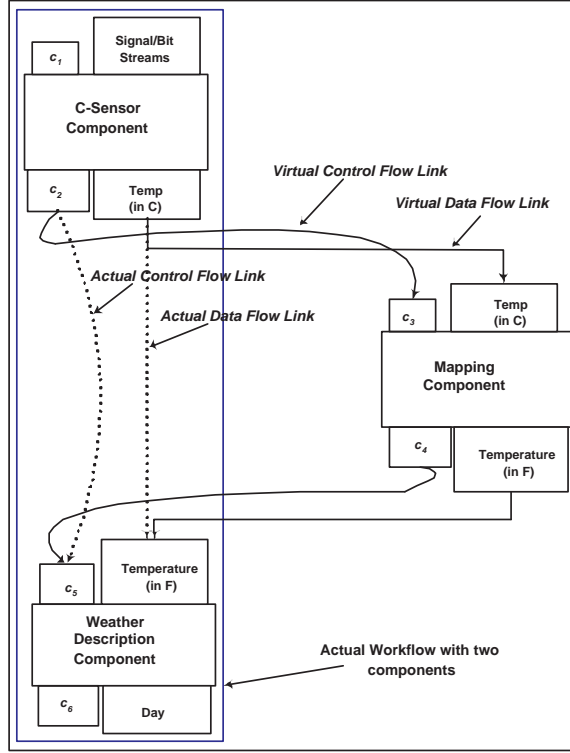 Signal/Bit
Streams
c1
C-Sensor
Component
c2
Temp
(in C)
Virtual Control Flow Link
Virtual Data Flow Link
Actual Control Flow Link
Actual Data Flow Link
c3
Temp
(in C)
Mapping
Component
c4
Temperature
(in F)
c5
Temperature
(in F)
Weather
Description
Component
c6
Day
Actual Workflow with two
components